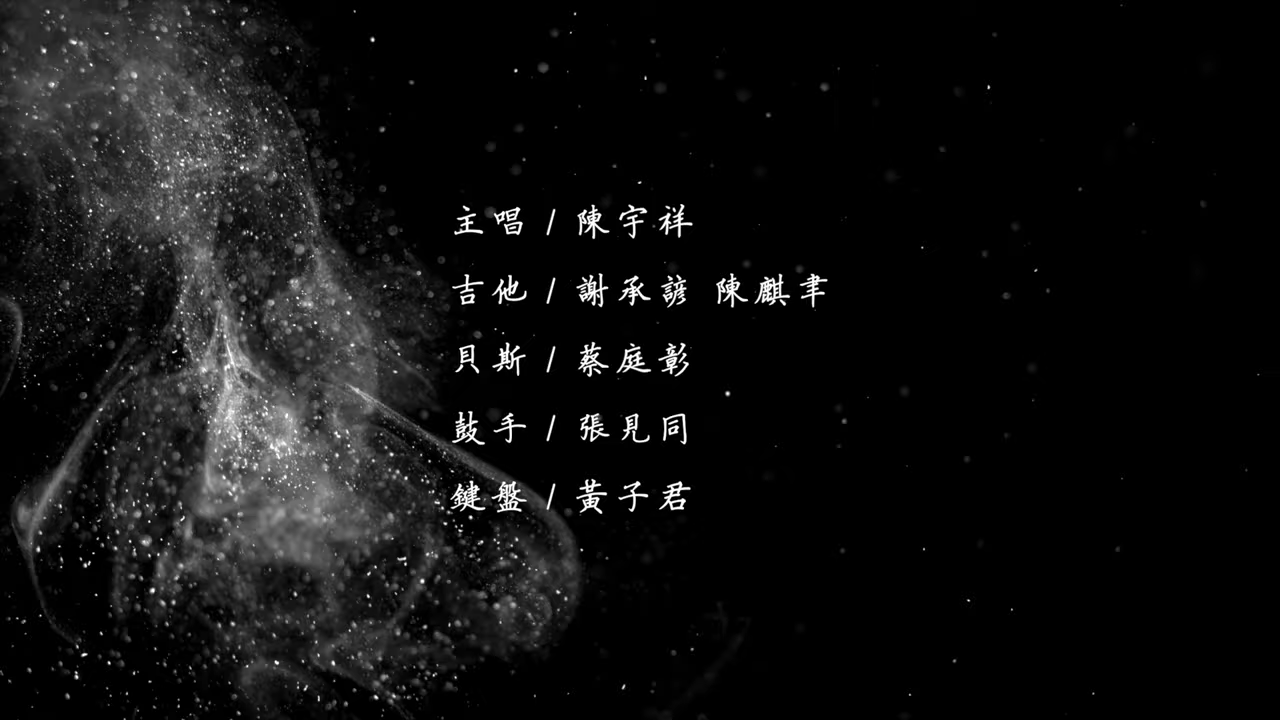 主唱 / 陳宇祥
吉他 / 謝承諺 陳麒聿
貝斯 / 蔡庭彰
鼓手 / 張見同
鍵盤 / 黃子君